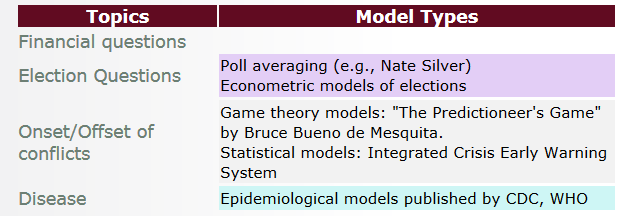 Topics Model Types
Financial questions
Election Questions
Poll averaging (e.g., Nate Silver)
Econometric models of elections
Onset/Offset of
conflicts
Game theory models: "The Predictioneer's Game"
by Bruce Bueno de Mesquita.
Statistical models: Integrated Crisis Early Warning
System
Disease
Epidemiological models published by CDC, WHO